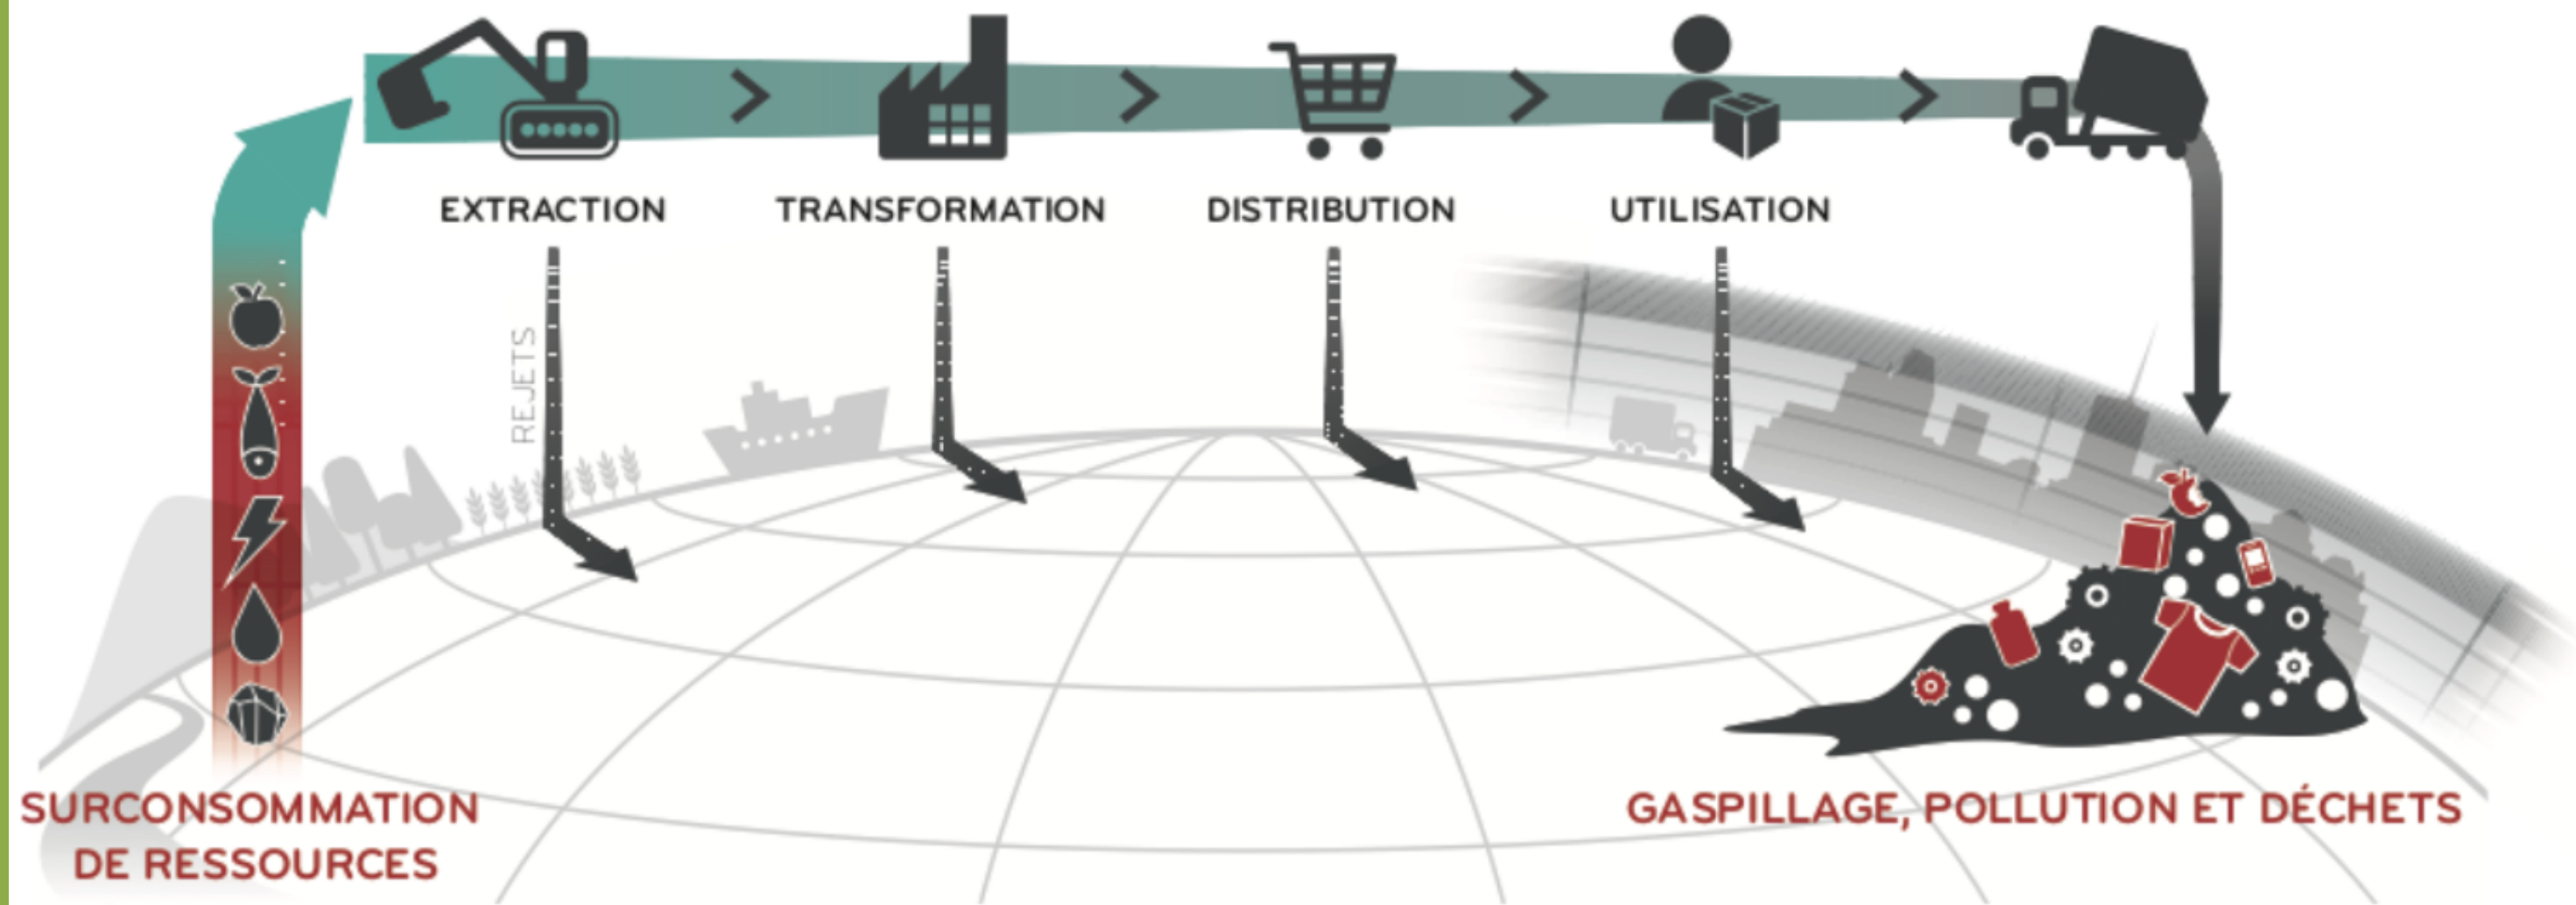 EXTRACTION
TRANSFORMATION
DISTRIBUTION
UTILISATION
REJETS
SURCONSOMMATION
DE RESSOURCES
GASPILLAGE, POLLUTION ET DÉCHETS